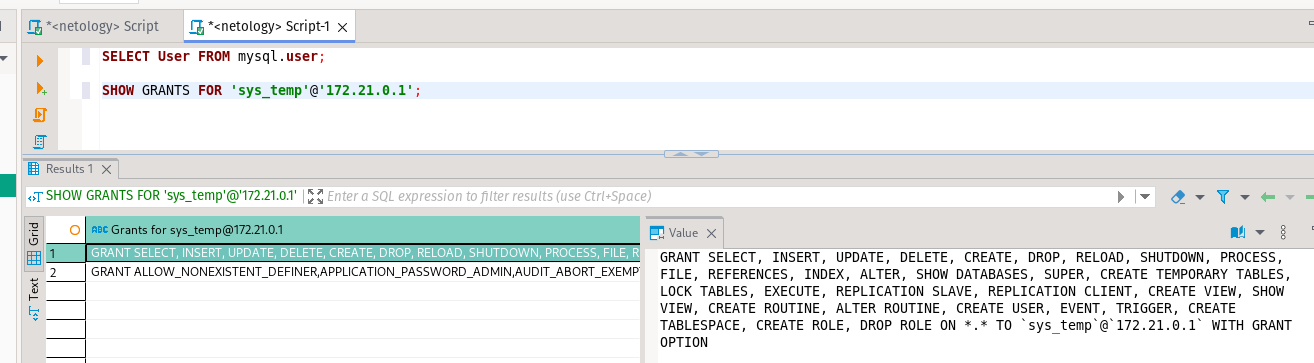 *<netology> Script
*<netology> Script-1
SELECT User FROM mysql.user;
SHOW GRANTS FOR 'sys_temp'@'172.21.0.1';
Results 1
SHOW GRANTS FOR 'sys_temp'@'172.21.0.1'
Enter a SQL expression to filter results (use Ctrl+Space)
Grid
Text
ABC Grants for sys_temp@172.21.0.1
1 GRANT SELECT, INSERT, UPDATE, DELETE, CREATE, DROP, RELOAD, SHUTDOWN, PROCESS, FILE, R
2 GRANT ALLOW_NONEXISTENT_DEFINER,APPLICATION_PASSWORD_ADMIN,AUDIT_ABORT_EXEMP
Value
GRANT SELECT, INSERT, UPDATE, DELETE, CREATE, DROP, RELOAD, SHUTDOWN, PROCESS,
FILE, REFERENCES, INDEX, ALTER, SHOW DATABASES, SUPER, CREATE TEMPORARY TABLES,
LOCK TABLES, EXECUTE, REPLICATION SLAVE, REPLICATION CLIENT, CREATE VIEW, SHOW
VIEW, CREATE ROUTINE, ALTER ROUTINE, CREATE USER, EVENT, TRIGGER, CREATE
TABLESPACE, CREATE ROLE, DROP ROLE ON *.* TO `sys_temp`@`172.21.0.1` WITH GRANT
OPTION